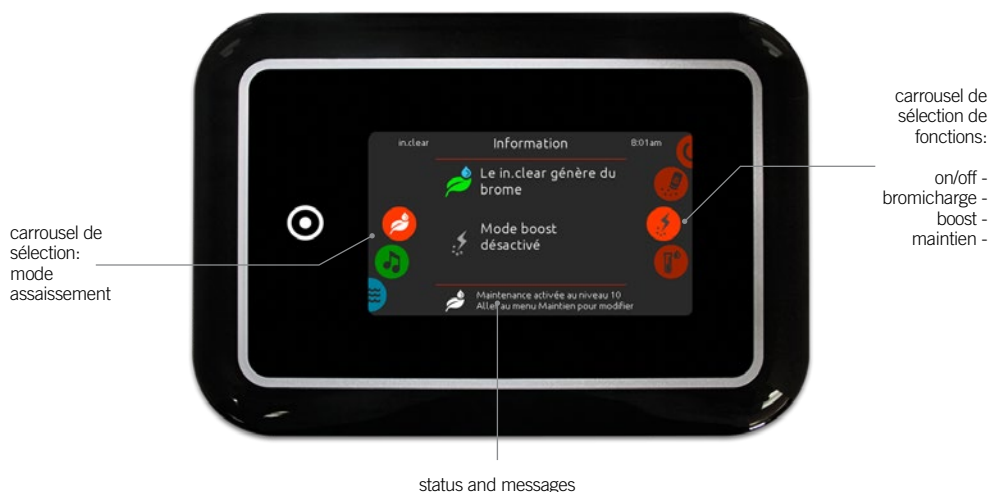 in.clear Information 8:01am
Le in.clear génère du
brome
Mode boost
désactivé
Maintenance activée au niveau 10
Aller au menu Maintien pour modifier
carrousel de
sélection:
mode
assaissement
carrousel de
sélection de
fonctions:
on/off -
bromicharge -
boost -
maintien -
status and messages